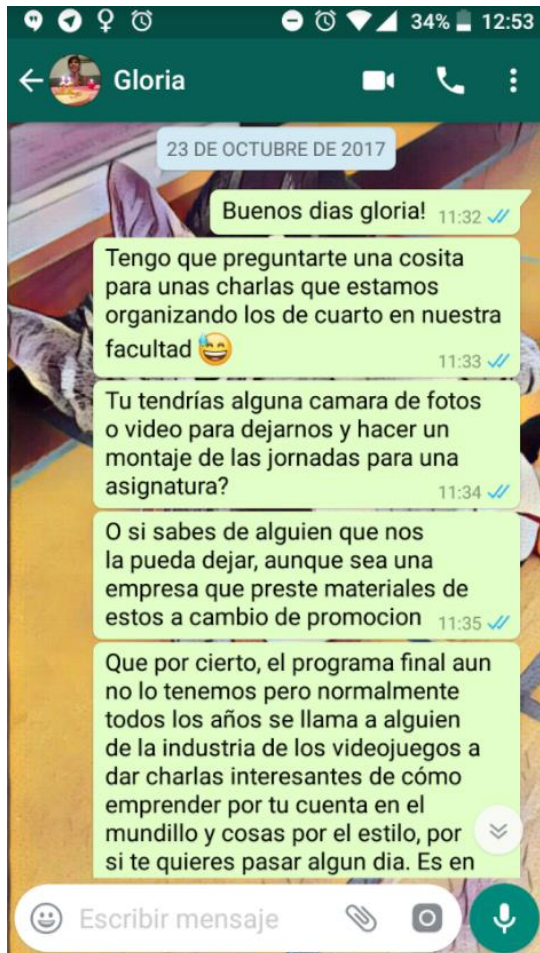 34% 12:53
Gloria
23 DE OCTUBRE DE 2017
Buenos dias gloria! 11:32
Tengo que preguntarte una cosita
para unas charlas que estamos
organizando los de cuarto en nuestra
facultad 😅
11:33
Tu tendrías alguna camara de fotos
o video para dejarnos y hacer un
montaje de las jornadas para una
asignatura? 11:34
O si sabes de alguien que nos
la pueda dejar, aunque sea una
empresa que preste materiales de
estos a cambio de promocion 11:35
Que por cierto, el programa final aun
no lo tenemos pero normalmente
todos los años se llama a alguien
de la industria de los videojuegos a
dar charlas interesantes de cómo
emprender por tu cuenta en el
mundillo y cosas por el estilo, por
si te quieres pasar algun dia. Es en
Escribir mensaje